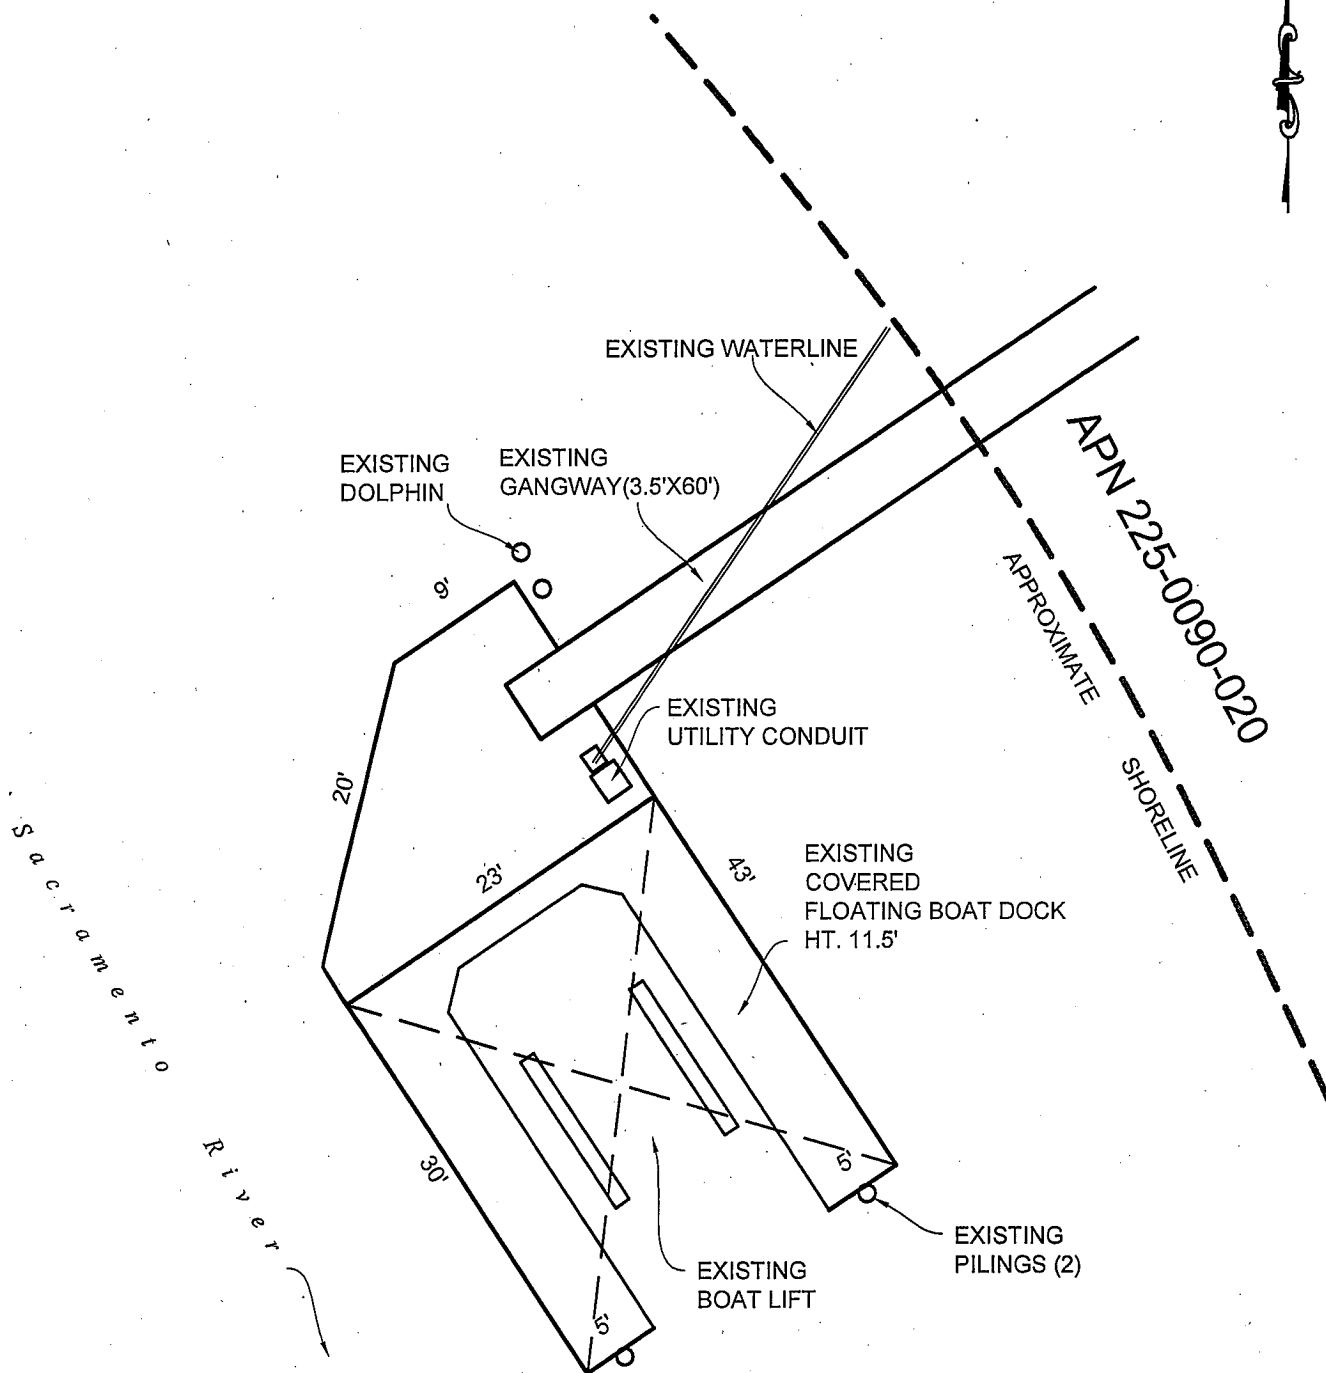 EXISTING WATERLINE
EXISTING
DOLPHIN
EXISTING
GANGWAY(3.5'X60')
APN 225-0090-020
APPROXIMATE
SHORELINE
9'
20'
EXISTING
UTILITY CONDUIT
23'
43'
EXISTING
COVERED
FLOATING BOAT DOCK
HT. 11.5'
Sacramento
River
30'
5'
5'
EXISTING
PILINGS (2)
EXISTING
BOAT LIFT